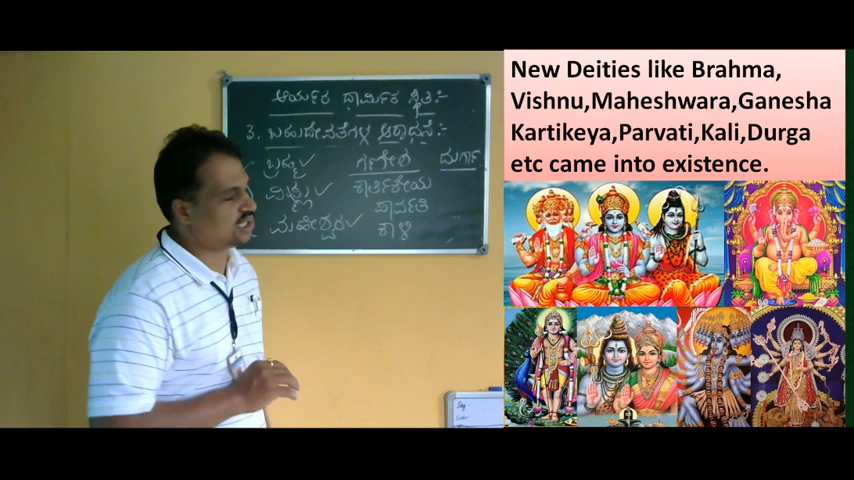 ಆರ್ಯರ ಧಾರ್ಮಿಕ ಸ್ಥಿತಿ:-
3. ಬಹುದೇವತೆಗಳ ಆರಾಧನೆ:-
ಬ್ರಹ್ಮ ✓ ಗಣೇಶ ದುರ್ಗಾ
ವಿಷ್ಣು ✓ ಕಾರ್ತಿಕೇಯ
ಪಾರ್ವತಿ
ಮಹೇಶ್ವರ ✓ ಕಾಳಿ
New Deities like Brahma,
Vishnu,Maheshwara,Ganesha
Kartikeya,Parvati,Kali,Durga
etc came into existence.